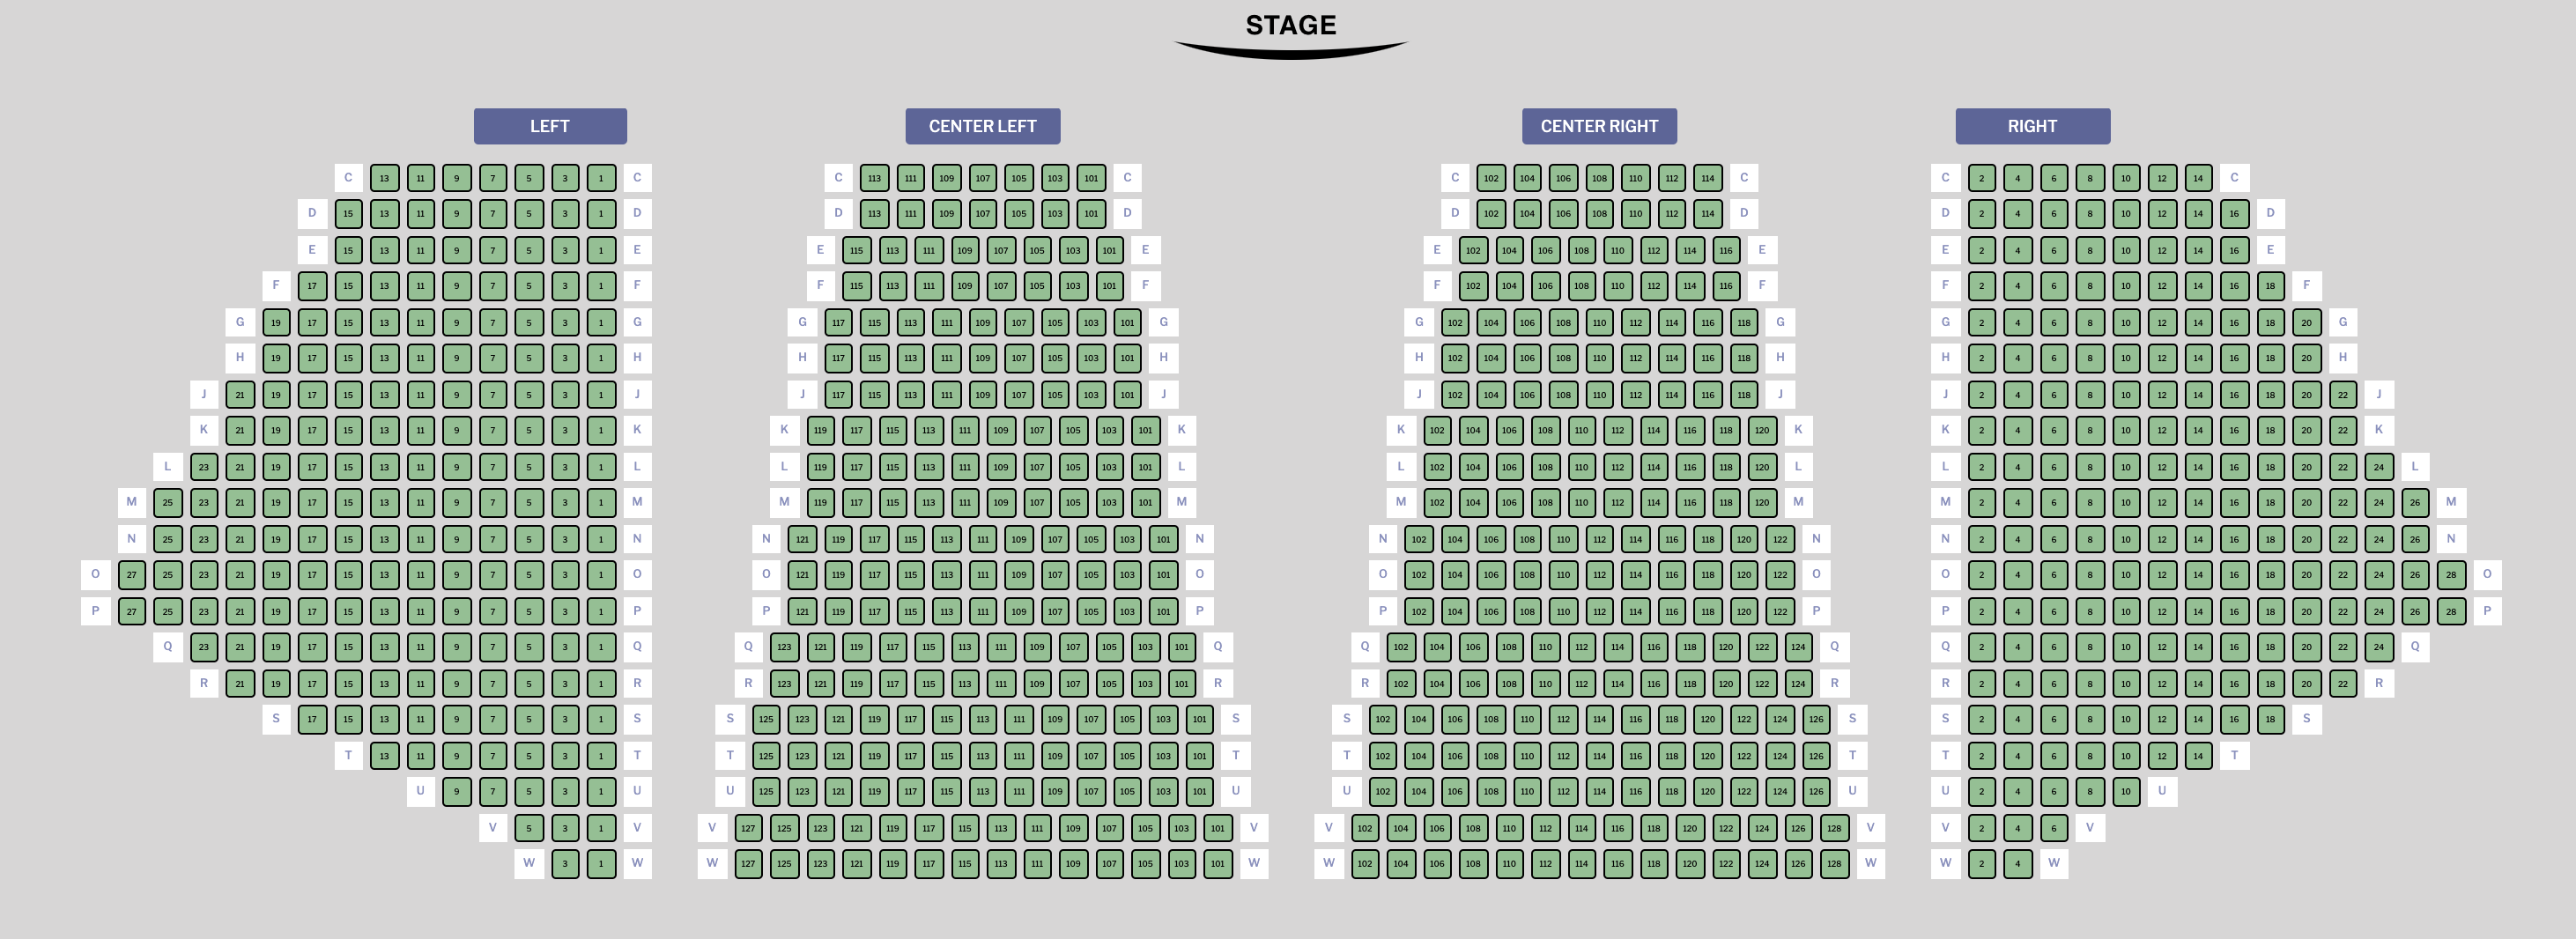 STAGE
LEFT CENTER LEFT CENTER RIGHT RIGHT
C 13 11 9 7 5 3 1 C C 113 111 109 107 105 103 101 C C 102 104 106 108 110 112 114 C C 2 4 6 8 10 12 14 C
D 15 13 11 9 7 5 3 1 D D 113 111 109 107 105 103 101 D D 102 104 106 108 110 112 114 D D 2 4 6 8 10 12 14 16 D
E 15 13 11 9 7 5 3 1 E E 115 113 111 109 107 105 103 101 E E 102 104 106 108 110 112 114 116 E E 2 4 6 8 10 12 14 16 E
F 17 15 13 11 9 7 5 3 1 F F 115 113 111 109 107 105 103 101 F F 102 104 106 108 110 112 114 116 F F 2 4 6 8 10 12 14 16 18 F
G 19 17 15 13 11 9 7 5 3 1 G G 117 115 113 111 109 107 105 103 101 G G 102 104 106 108 110 112 114 116 118 G G 2 4 6 8 10 12 14 16 18 20 G
H 19 17 15 13 11 9 7 5 3 1 H H 117 115 113 111 109 107 105 103 101 H H 102 104 106 108 110 112 114 116 118 H H 2 4 6 8 10 12 14 16 18 20 H
J 21 19 17 15 13 11 9 7 5 3 1 J J 117 115 113 111 109 107 105 103 101 J J 102 104 106 108 110 112 114 116 118 J J 2 4 6 8 10 12 14 16 18 20 22 J
K 21 19 17 15 13 11 9 7 5 3 1 K K 119 117 115 113 111 109 107 105 103 101 K K 102 104 106 108 110 112 114 116 118 120 K K 2 4 6 8 10 12 14 16 18 20 22 K
L 23 21 19 17 15 13 11 9 7 5 3 1 L L 119 117 115 113 111 109 107 105 103 101 L L 102 104 106 108 110 112 114 116 118 120 L L 2 4 6 8 10 12 14 16 18 20 22 24 L
M 25 23 21 19 17 15 13 11 9 7 5 3 1 M M 119 117 115 113 111 109 107 105 103 101 M M 102 104 106 108 110 112 114 116 118 120 M M 2 4 6 8 10 12 14 16 18 20 22 24 26 M
N 25 23 21 19 17 15 13 11 9 7 5 3 1 N N 121 119 117 115 113 111 109 107 105 103 101 N N 102 104 106 108 110 112 114 116 118 120 122 N N 2 4 6 8 10 12 14 16 18 20 22 24 26 N
O 27 25 23 21 19 17 15 13 11 9 7 5 3 1 O O 121 119 117 115 113 111 109 107 105 103 101 O O 102 104 106 108 110 112 114 116 118 120 122 O O 2 4 6 8 10 12 14 16 18 20 22 24 26 28 O
P 27 25 23 21 19 17 15 13 11 9 7 5 3 1 P P 121 119 117 115 113 111 109 107 105 103 101 P P 102 104 106 108 110 112 114 116 118 120 122 P P 2 4 6 8 10 12 14 16 18 20 22 24 26 28 P
Q 23 21 19 17 15 13 11 9 7 5 3 1 Q Q 123 121 119 117 115 113 111 109 107 105 103 101 Q Q 102 104 106 108 110 112 114 116 118 120 122 124 Q Q 2 4 6 8 10 12 14 16 18 20 22 24 Q
R 21 19 17 15 13 11 9 7 5 3 1 R R 123 121 119 117 115 113 111 109 107 105 103 101 R R 102 104 106 108 110 112 114 116 118 120 122 124 R R 2 4 6 8 10 12 14 16 18 20 22 R
S 17 15 13 11 9 7 5 3 1 S S 125 123 121 119 117 115 113 111 109 107 105 103 101 S S 102 104 106 108 110 112 114 116 118 120 122 124 126 S S 2 4 6 8 10 12 14 16 18 S
T 13 11 9 7 5 3 1 T T 125 123 121 119 117 115 113 111 109 107 105 103 101 T T 102 104 106 108 110 112 114 116 118 120 122 124 126 T T 2 4 6 8 10 12 14 T
U 9 7 5 3 1 U U 125 123 121 119 117 115 113 111 109 107 105 103 101 U U 102 104 106 108 110 112 114 116 118 120 122 124 126 U U 2 4 6 8 10 U
V 5 3 1 V V 127 125 123 121 119 117 115 113 111 109 107 105 103 101 V V 102 104 106 108 110 112 114 116 118 120 122 124 126 128 V V 2 4 6 V
W 3 1 W W 127 125 123 121 119 117 115 113 111 109 107 105 103 101 W W 102 104 106 108 110 112 114 116 118 120 122 124 126 128 W W 2 4 W